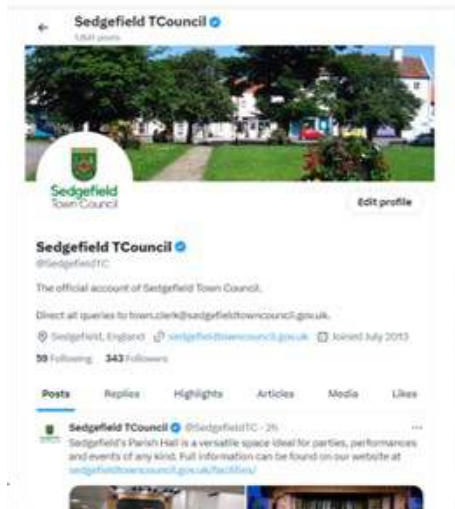 Sedgefield TCouncil
posts
Sedgefield
Town Council
Edit profile
Sedgefield TCouncil
@SedgefieldTC
The official account of Sedgefield Town Council.
Direct all queries to town.clerk@sedgefieldtowncouncil.gov.uk.
Sedgefield, England sedgefieldtowncouncil.gov.uk Joined July 2013
59 Following 343 Followers
Posts Replies Highlights Articles Media Likes
Sedgefield TCouncil @SedgefieldTC · 2h
Sedgefield's Parish Hall is a versatile space ideal for parties, performances
and events of any kind. Full information can be found on our website at
sedgefieldtowncouncil.gov.uk/facilities/